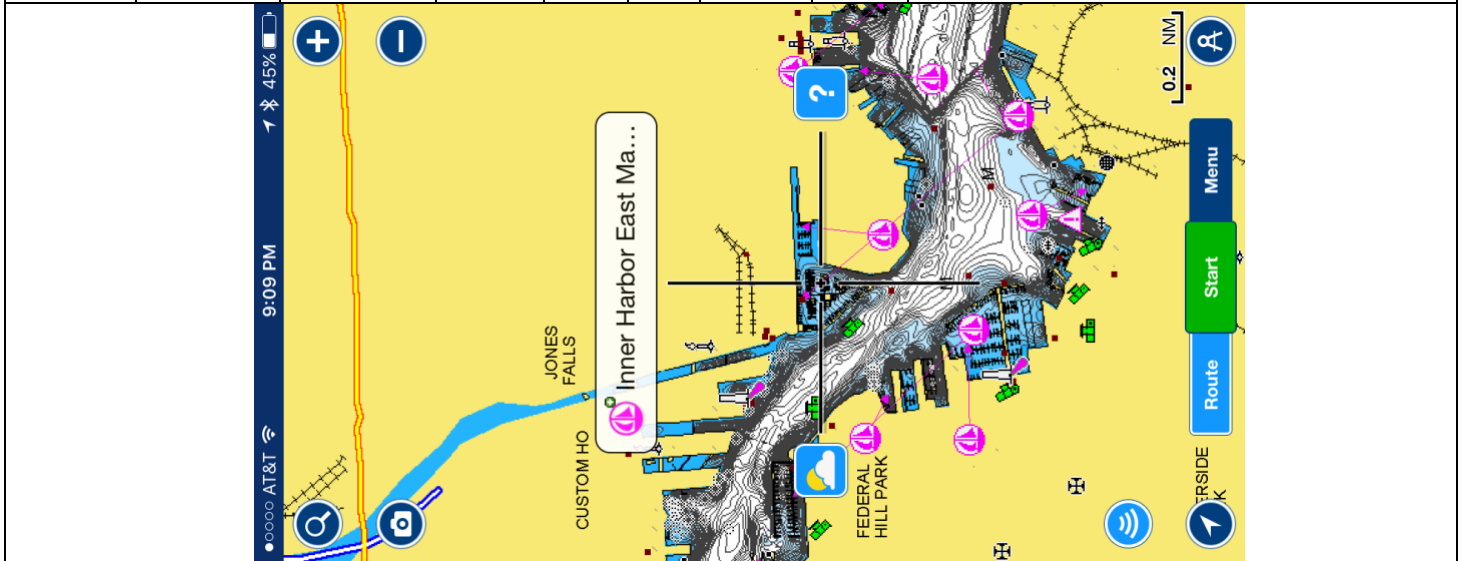 ●○○○○ AT&T
9:09 PM
45%
+
−
Inner Harbor East Ma...
?
JONES
FALLS
CUSTOM HO
FEDERAL
HILL PARK
M
M
0.2 NM
Route
Start
Menu
ERSIDE
K